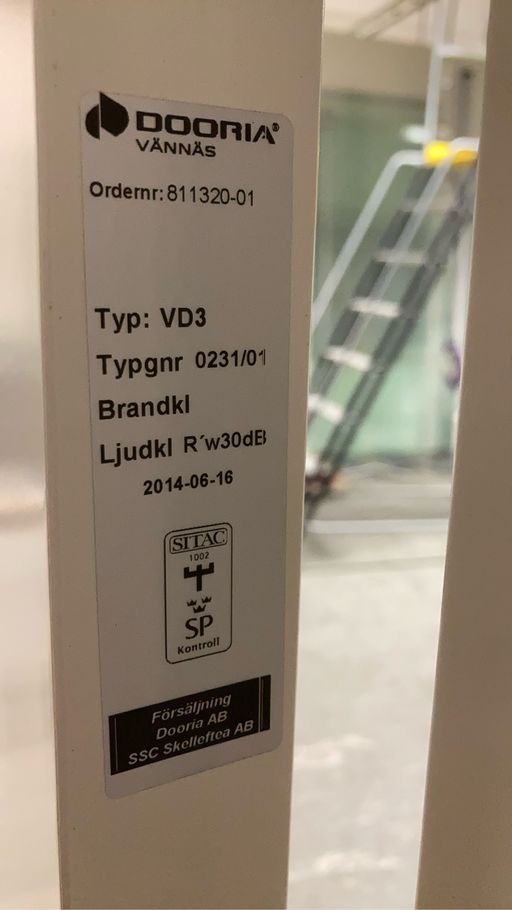 DOORIA®
VÄNNÄS
Ordernr: 811320-01
Typ: VD3
Typgnr 0231/01
Brandkl
Ljudkl R´w30dB
2014-06-16
SITAC
1002
SP
Kontroll
Försäljning
Dooria AB
SSC Skelleftea AB